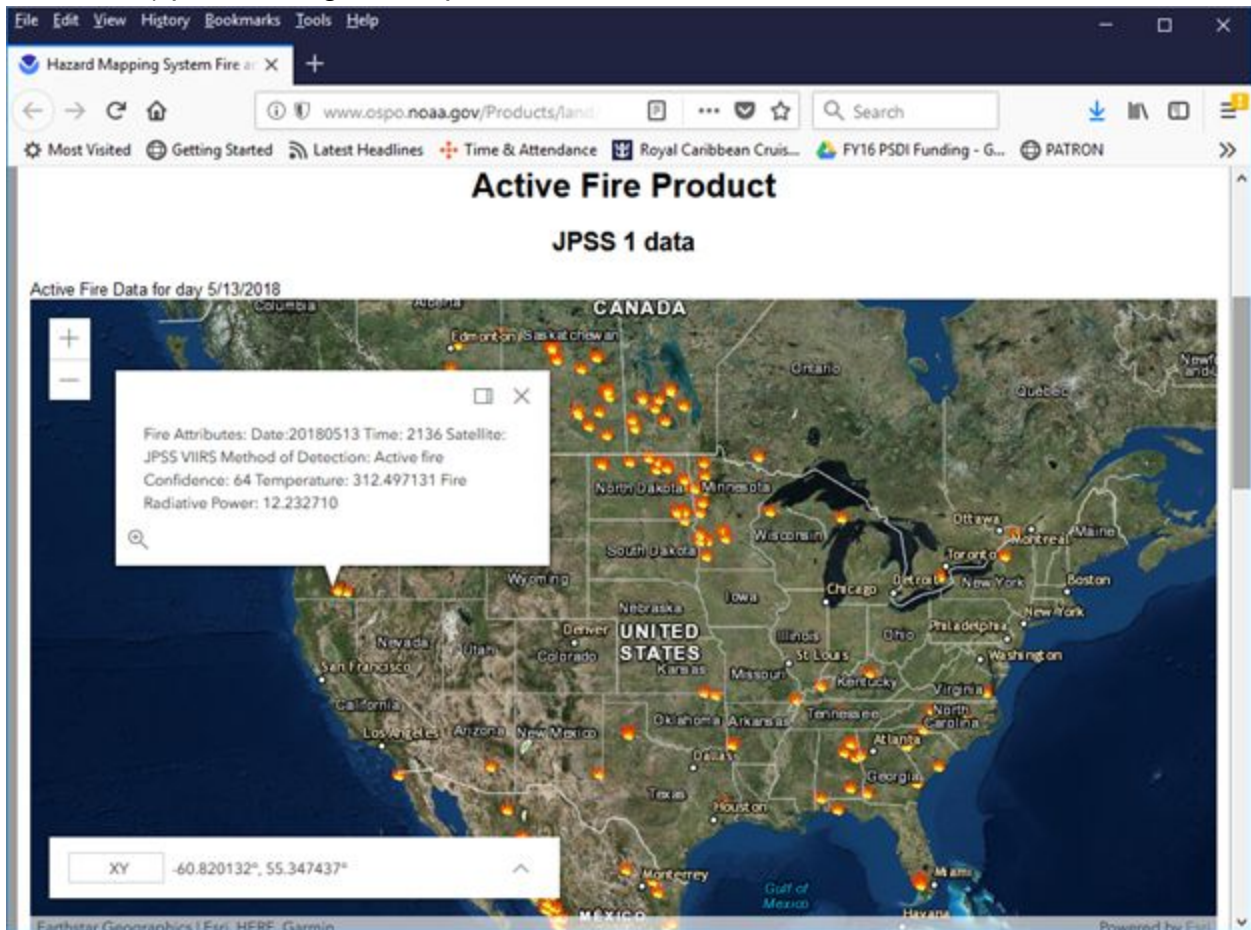 File Edit View History Bookmarks Tools Help
Hazard Mapping System Fire a
www.ospo.noaa.gov/Products/land
Search
Most Visited Getting Started Latest Headlines Time & Attendance Royal Caribbean Cruis... FY16 PSDI Funding - G... PATRON
Active Fire Product
JPSS 1 data
Active Fire Data for day 5/13/2018
Columbia
Alberta
CANADA
Edmonton
Saskatchewan
Ontario
Quebec
Fire Attributes: Date:20180513 Time: 2136 Satellite:
JPSS VIIRS Method of Detection: Active fire
Confidence: 64 Temperature: 312.497131 Fire
Radiative Power: 12.232710
North Dakota
Minnesota
Ottawa
Montreal
Maine
Wisconsin
South Dakota
Toronto
Wyoming
Iowa
Chicago
Detroit
New York
Boston
Nebraska
New York
Nevada
Utah
Denver
Colorado
UNITED
STATES
Illinois
Ohio
Philadelphia
San Francisco
Kansas
Missouri
St Louis
Washington
Kentucky
Virginia
California
Los Angeles
Arizona
New Mexico
Oklahoma
Arkansas
Tennessee
North
Carolina
Atlanta
Dallas
Georgia
Texas
Houston
XY -60.820132°, 55.347437°
Monterrey
Gulf of
Mexico
Miami
MÉXICO
Havana
Earthstar Geographics | Esri, HERE, Garmin
Powered by Esri